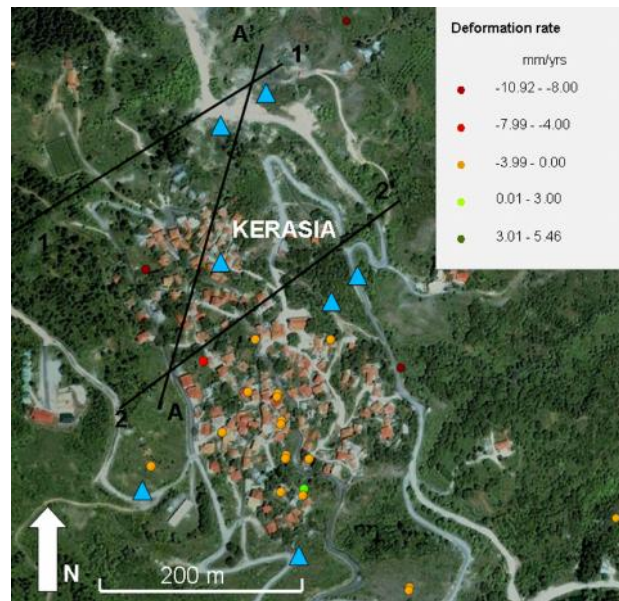 Deformation rate
mm/yrs
-10.92 - -8.00
-7.99 - -4.00
-3.99 - 0.00
0.01 - 3.00
3.01 - 5.46
A'
1'
2'
KERASIA
1
2
A
N
200 m